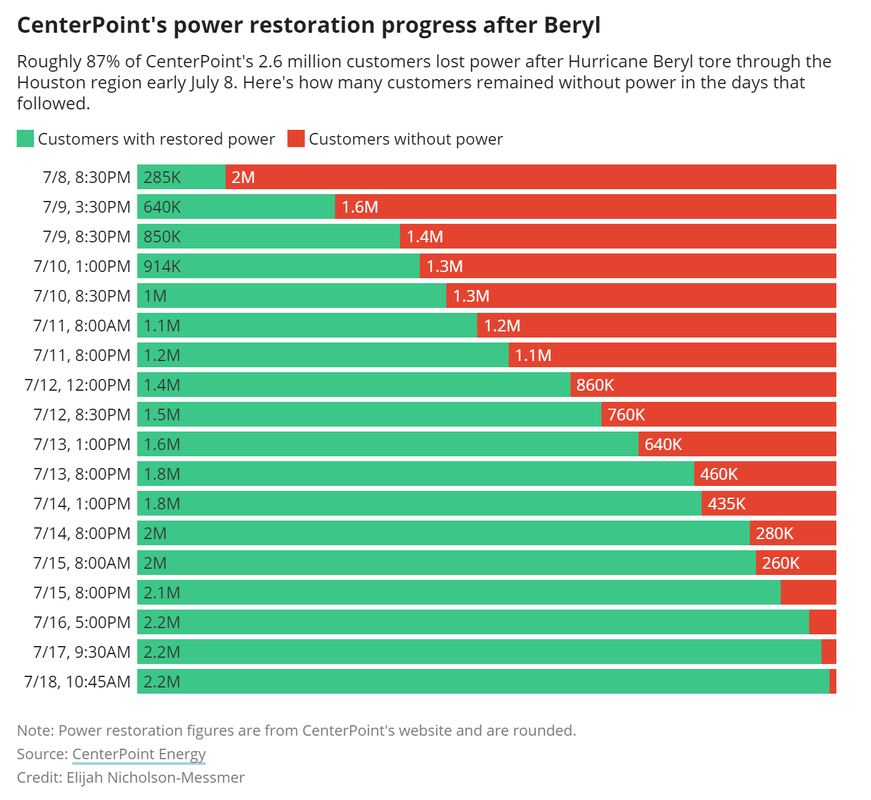 CenterPoint's power restoration progress after Beryl
Roughly 87% of CenterPoint's 2.6 million customers lost power after Hurricane Beryl tore through the
Houston region early July 8. Here's how many customers remained without power in the days that
followed.
Customers with restored power Customers without power
7/8, 8:30PM 285K 2M
7/9, 3:30PM 640K 1.6M
7/9, 8:30PM 850K 1.4M
7/10, 1:00PM 914K 1.3M
7/10, 8:30PM 1M 1.3M
7/11, 8:00AM 1.1M 1.2M
7/11, 8:00PM 1.2M 1.1M
7/12, 12:00PM 1.4M 860K
7/12, 8:30PM 1.5M 760K
7/13, 1:00PM 1.6M 640K
7/13, 8:00PM 1.8M 460K
7/14, 1:00PM 1.8M 435K
7/14, 8:00PM 2M 280K
7/15, 8:00AM 2M 260K
7/15, 8:00PM 2.1M
7/16, 5:00PM 2.2M
7/17, 9:30AM 2.2M
7/18, 10:45AM 2.2M
Note: Power restoration figures are from CenterPoint's website and are rounded.
Source: CenterPoint Energy
Credit: Elijah Nicholson-Messmer